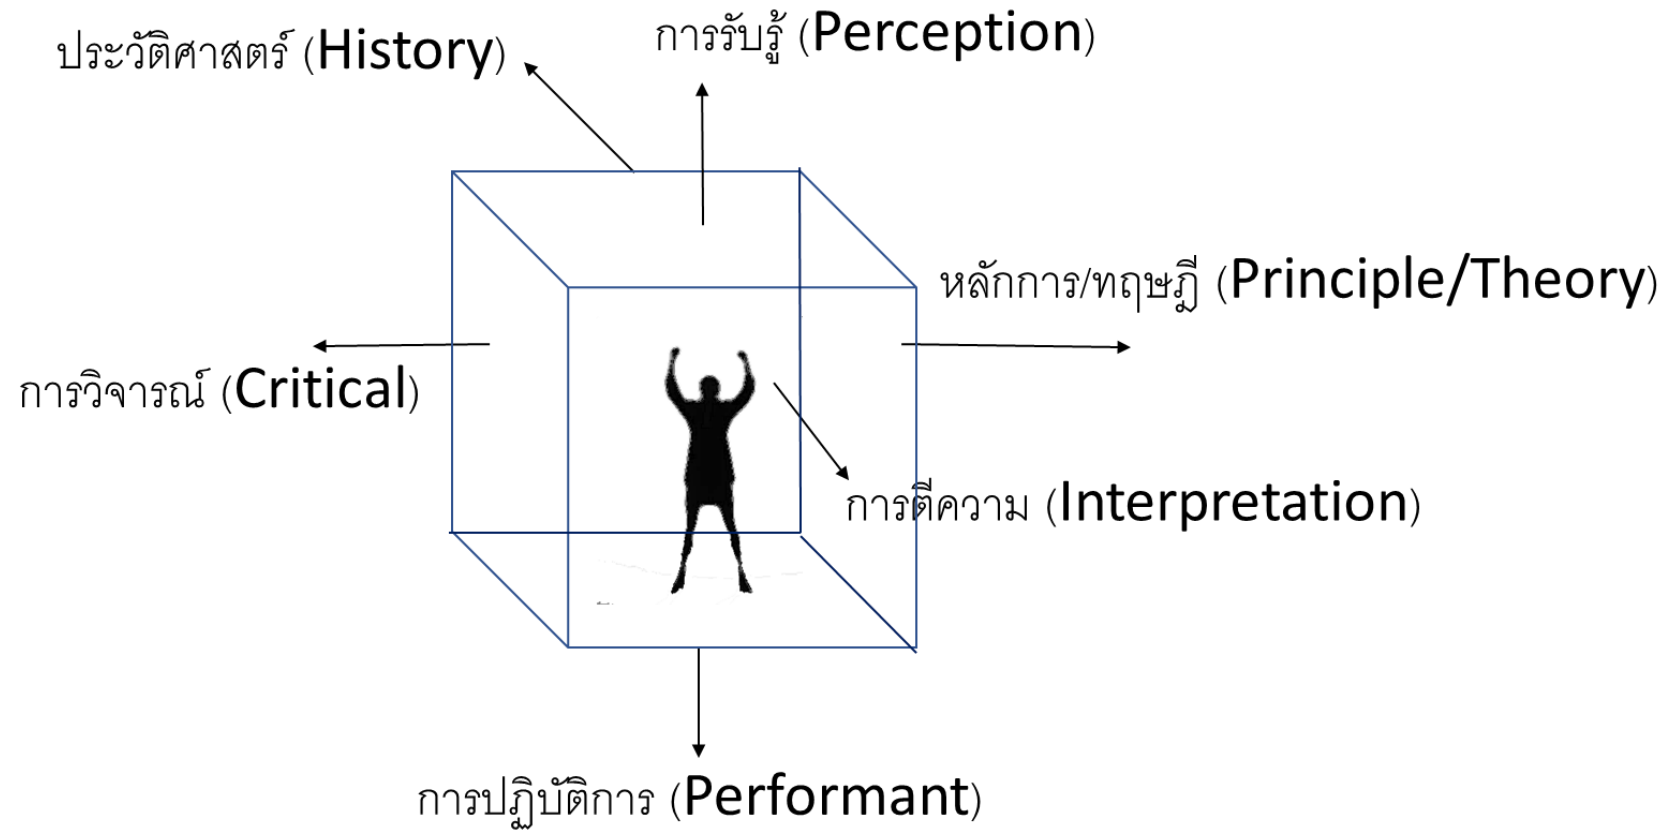 การรับรู้ (Perception)
ประวัติศาสตร์ (History)
หลักการ/ทฤษฎี (Principle/Theory)
การวิจารณ์ (Critical)
การตีความ (Interpretation)
การปฏิบัติการ (Performant)